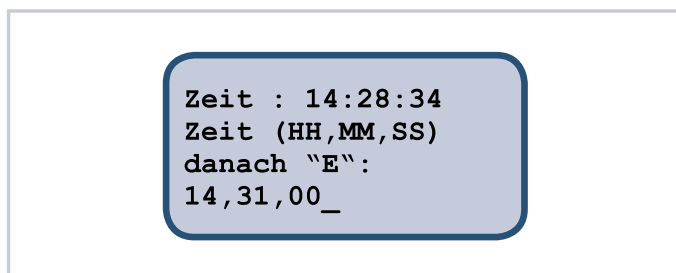 Zeit : 14:28:34
Zeit (HH,MM,SS)
danach “E“:
14,31,00_